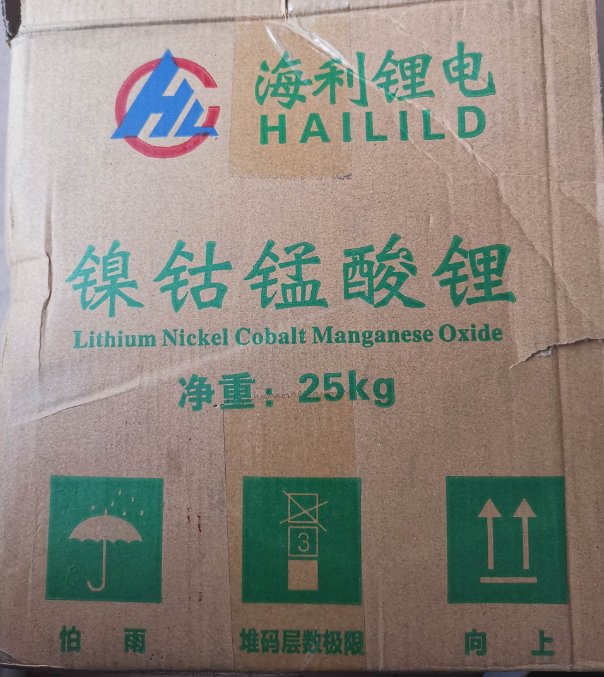 海利锂电
HL
HAILILD
镍钴锰酸锂
Lithium Nickel Cobalt Manganese Oxide
净重：25kg
3
怕雨
堆码层数极限
向上